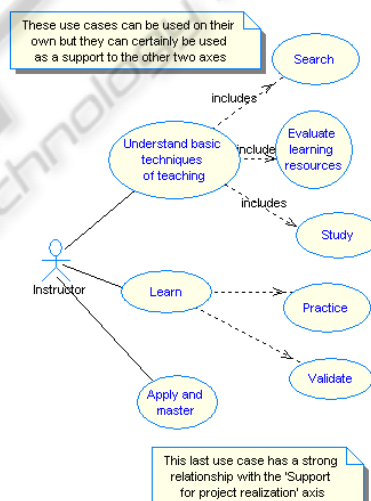 These use cases can be used on their
own but they can certainly be used
as a support to the other two axes
Search
includes
Understand basic
techniques
of teaching
include
Evaluate
learning
resources
includes
Study
Instructor
Learn
Practice
Validate
Apply and
master
This last use case has a strong
relationship with the 'Support
for project realization' axis